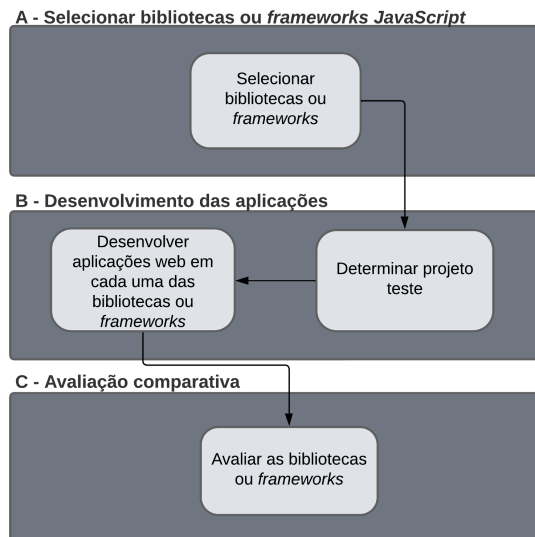 A - Selecionar bibliotecas ou frameworks JavaScript
Selecionar
bibliotecas ou
frameworks
B - Desenvolvimento das aplicações
Desenvolver
aplicações web em
cada uma das
bibliotecas ou
frameworks
Determinar projeto
teste
C - Avaliação comparativa
Avaliar as bibliotecas
ou frameworks